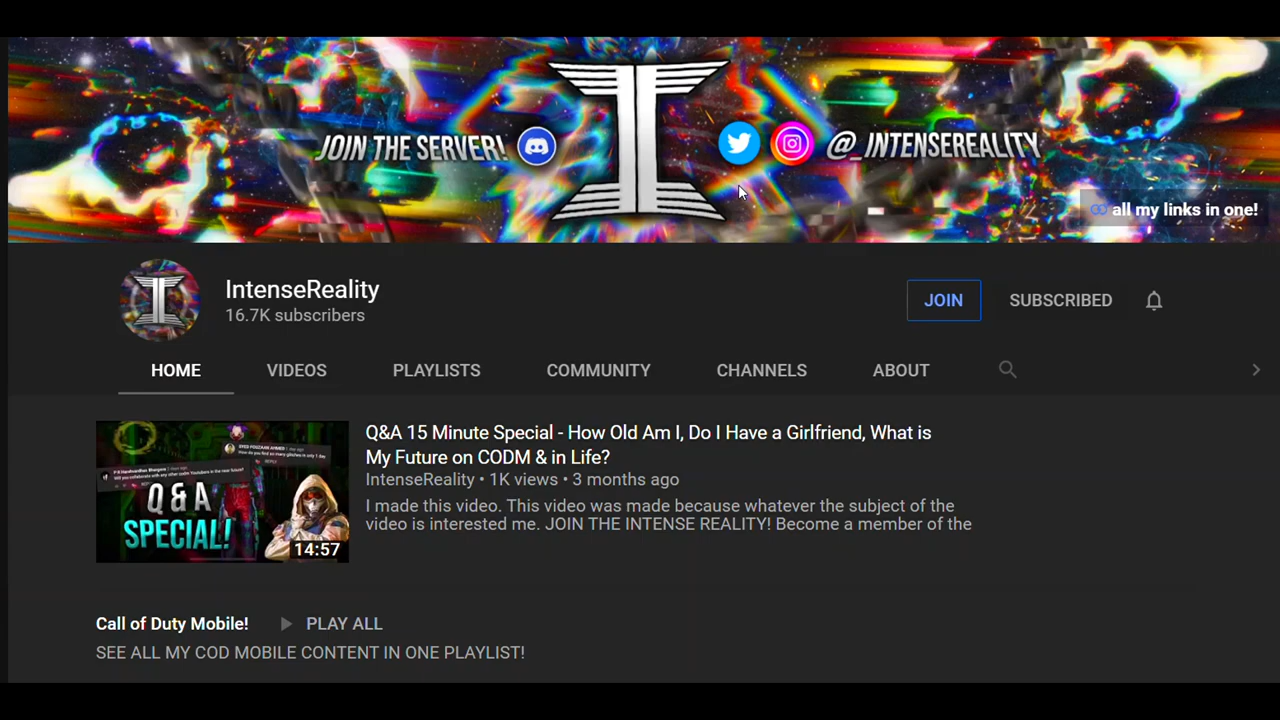 JOIN THE SERVER!
@_INTENSEREALITY
all my links in one!
IntenseReality
16.7K subscribers
JOIN
SUBSCRIBED
HOME
VIDEOS
PLAYLISTS
COMMUNITY
CHANNELS
ABOUT
Q&A
SPECIAL!
14:57
Q&A 15 Minute Special - How Old Am I, Do I Have a Girlfriend, What is
My Future on CODM & in Life?
IntenseReality • 1K views • 3 months ago
I made this video. This video was made because whatever the subject of the
video is interested me. JOIN THE INTENSE REALITY! Become a member of the
Call of Duty Mobile!
PLAY ALL
SEE ALL MY COD MOBILE CONTENT IN ONE PLAYLIST!